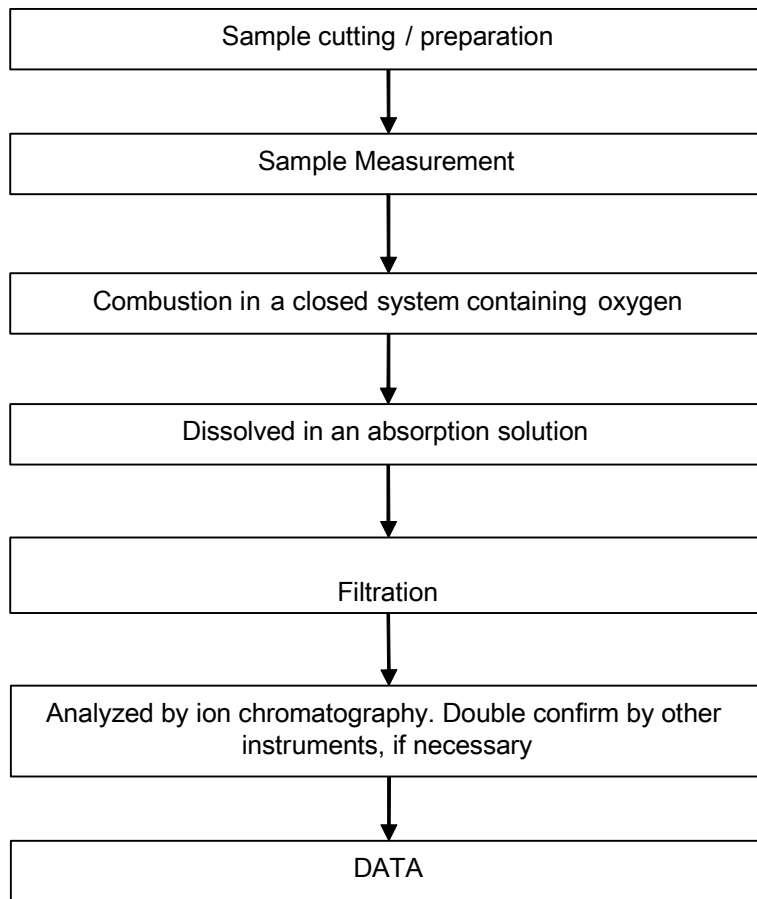 Sample cutting / preparation
Sample Measurement
Combustion in a closed system containing oxygen
Dissolved in an absorption solution
Filtration
Analyzed by ion chromatography. Double confirm by other
instruments, if necessary
DATA